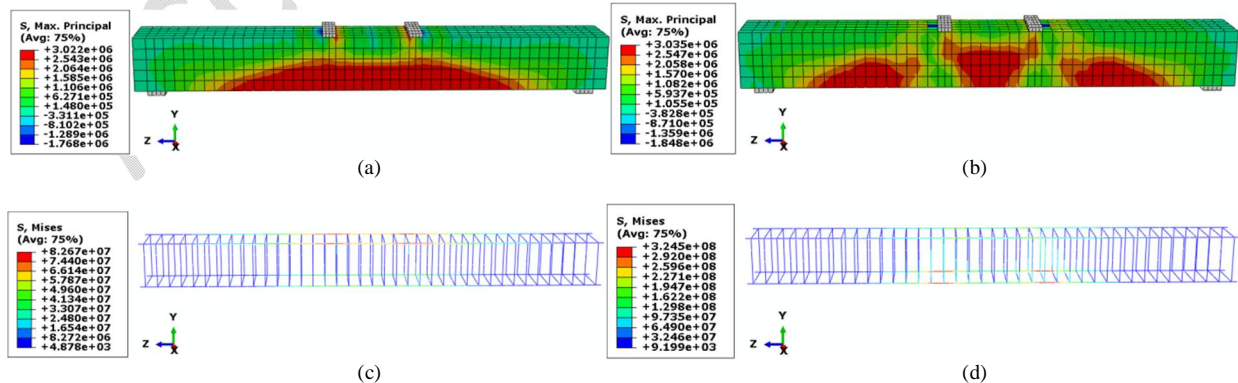 S, Max. Principal
(Avg: 75%)
+3.022e+06
+2.543e+06
+2.064e+06
+1.585e+06
+1.106e+06
+6.271e+05
+1.480e+05
-3.311e+05
-8.102e+05
-1.289e+06
-1.768e+06
Y
Z
X
(a)
S, Max. Principal
(Avg: 75%)
+3.035e+06
+2.547e+06
+2.058e+06
+1.570e+06
+1.082e+06
+5.937e+05
+1.055e+05
-3.828e+05
-8.710e+05
-1.359e+06
-1.848e+06
Y
Z
X
(b)
S, Mises
(Avg: 75%)
+8.267e+07
+7.440e+07
+6.614e+07
+5.787e+07
+4.960e+07
+4.134e+07
+3.307e+07
+2.480e+07
+1.654e+07
+8.272e+06
+4.878e+03
Y
Z
X
(c)
S, Mises
(Avg: 75%)
+3.245e+08
+2.920e+08
+2.596e+08
+2.271e+08
+1.947e+08
+1.622e+08
+1.298e+08
+9.735e+07
+6.490e+07
+3.246e+07
+9.199e+03
Y
Z
X
(d)